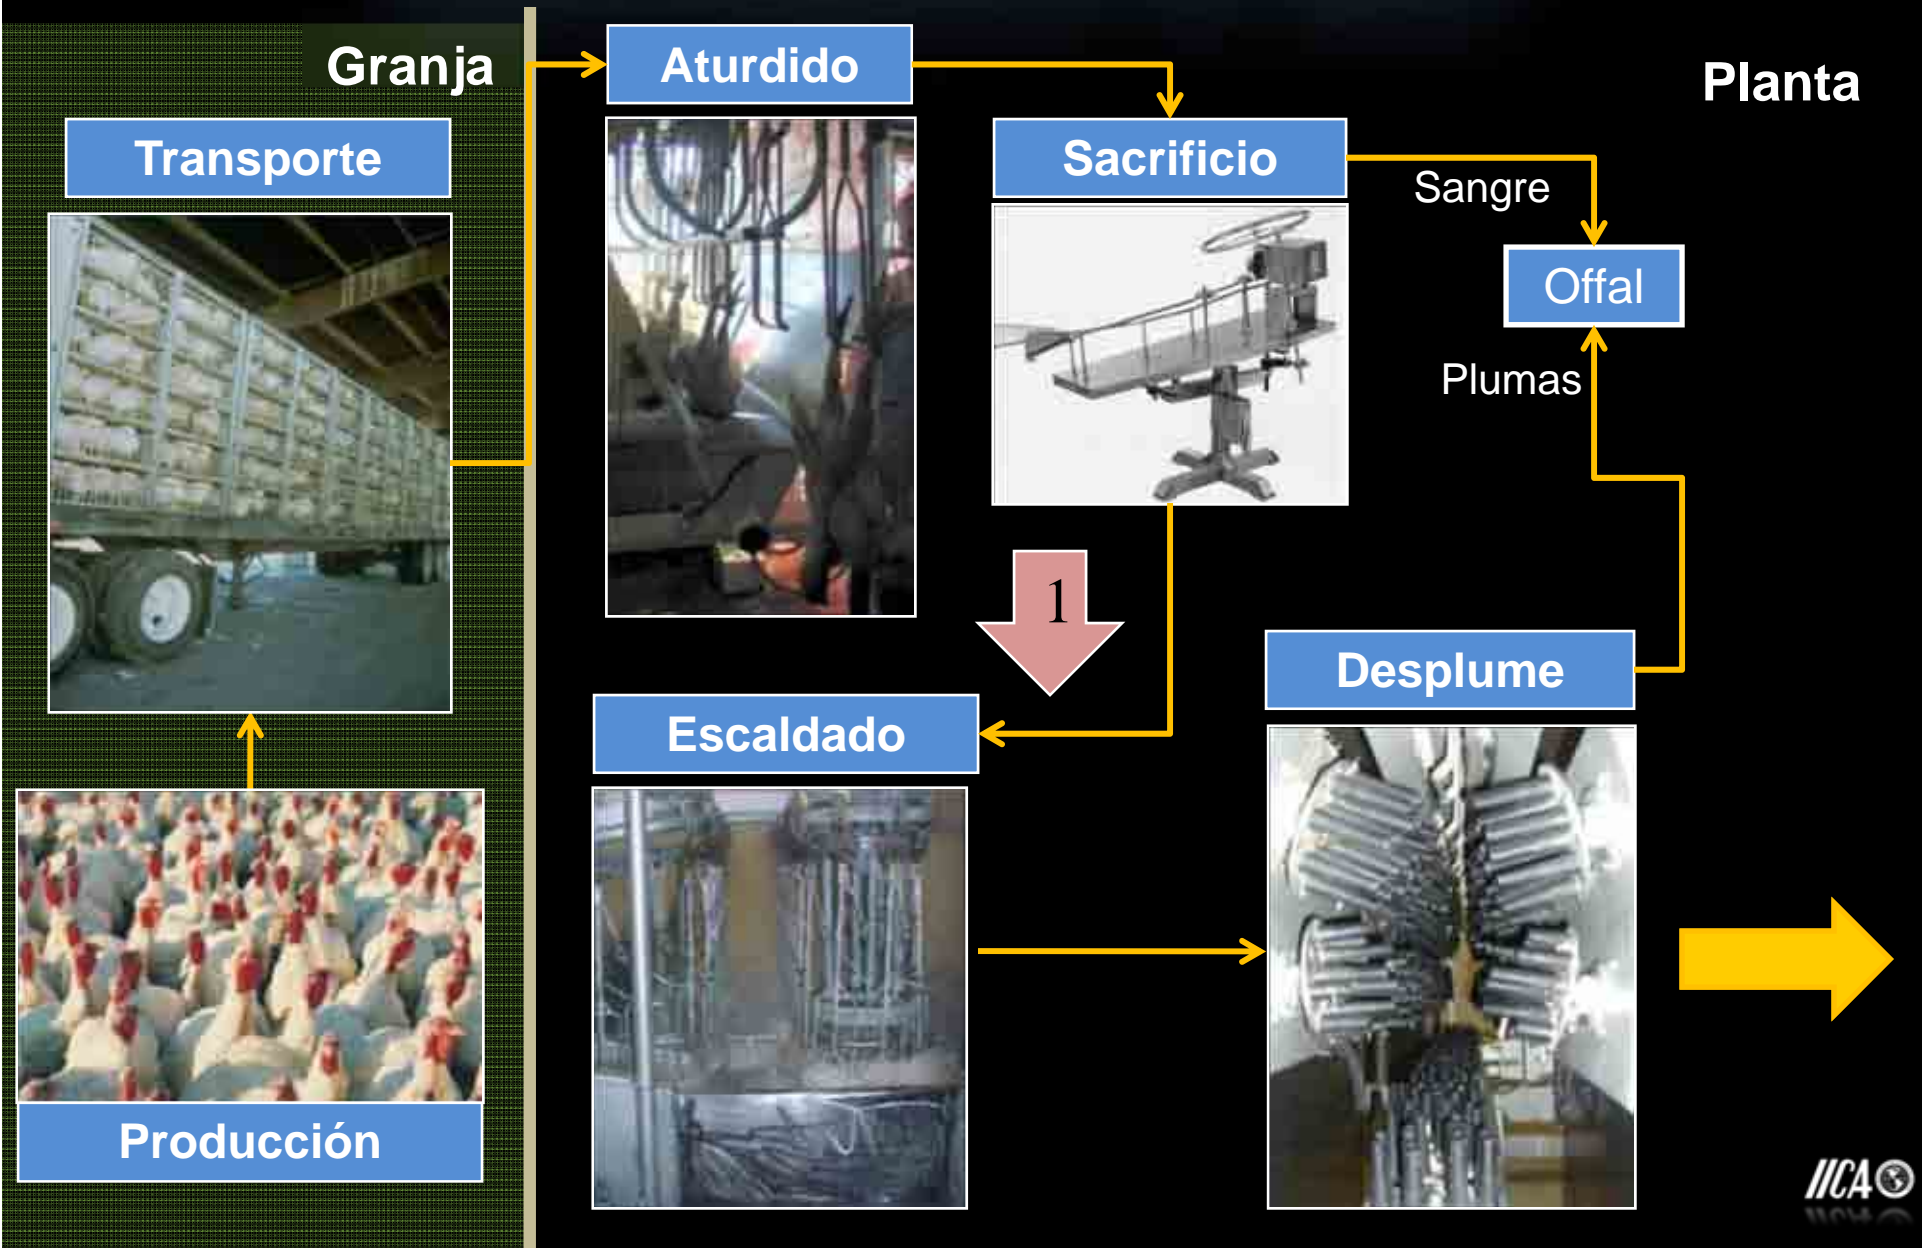 Granja
Aturdido
Planta
Transporte
Sacrificio
Sangre
Offal
Plumas
1
Desplume
Escaldado
Producción
IICA